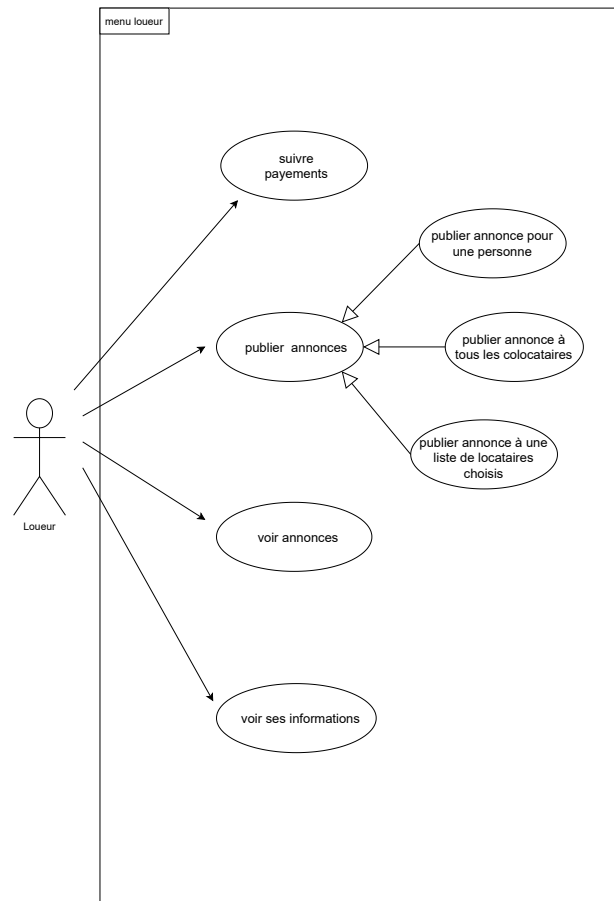 menu loueur
suivre
payements
publier annonce pour
une personne
publier annonces
publier annonce à
tous les colocataires
publier annonce à une
liste de locataires
choisis
Loueur
voir annonces
voir ses informations